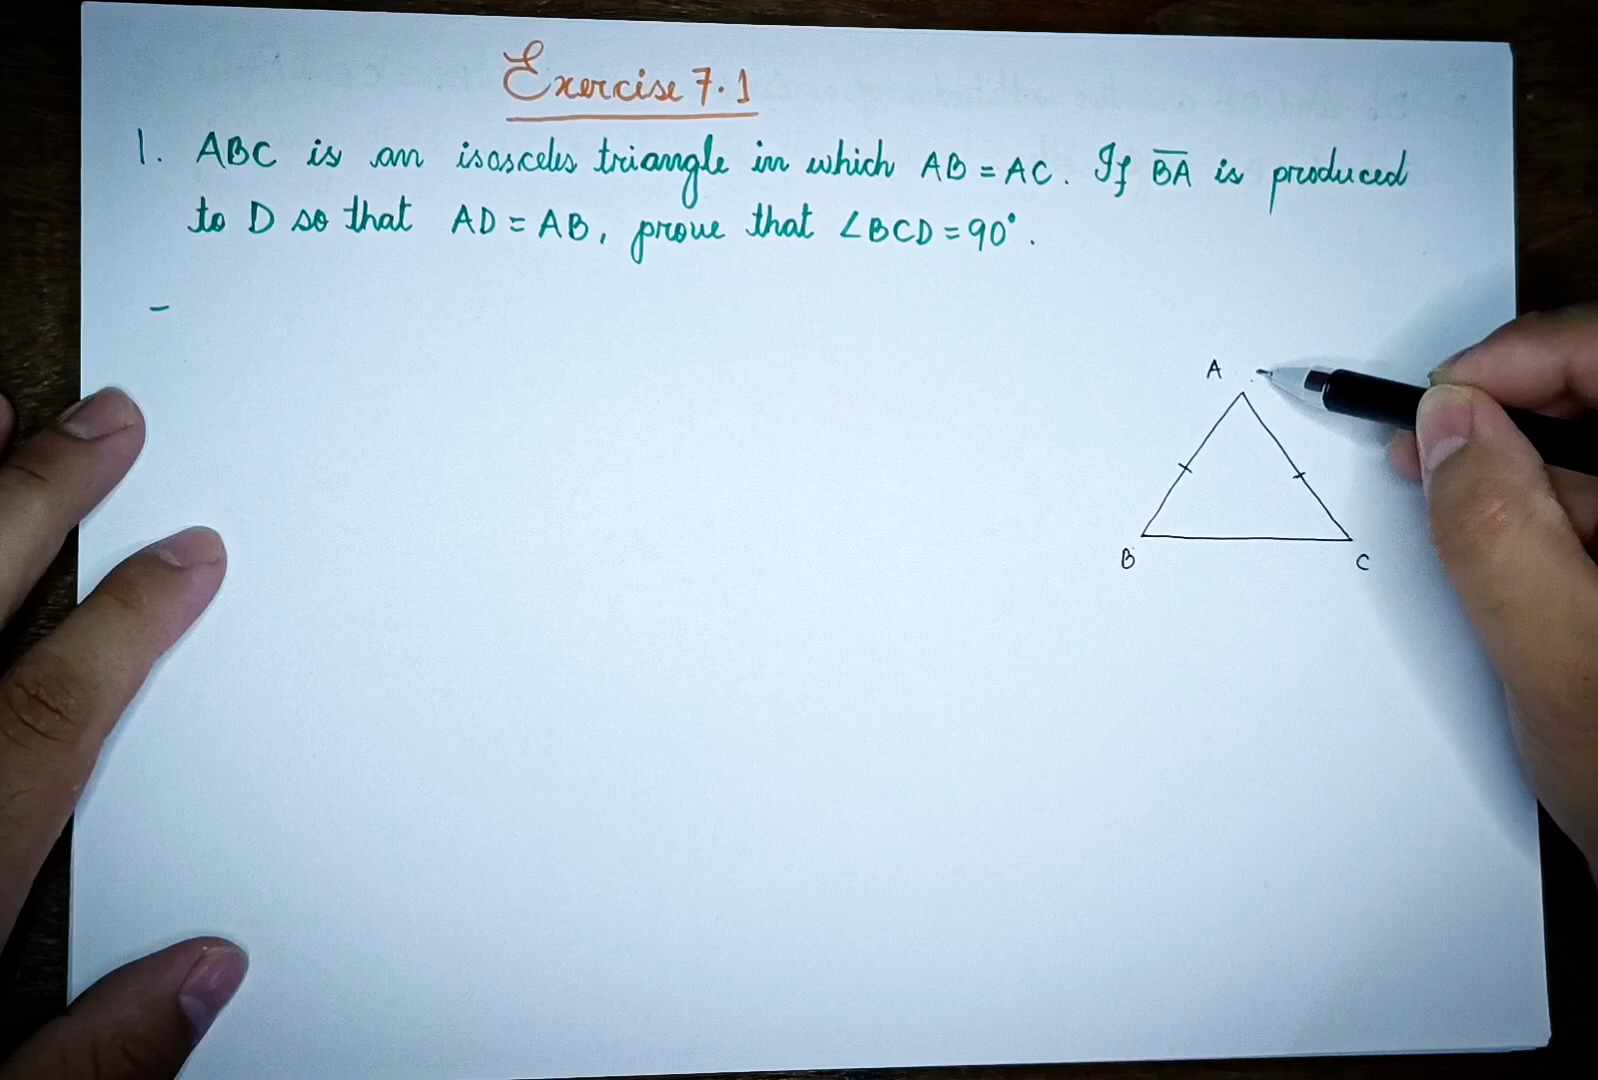 Exercise 7.1
1. ABC is an isosceles triangle in which AB = AC. If B̅A̅ is produced
to D so that AD = AB, prove that ∠BCD = 90°.
–
A
B
C